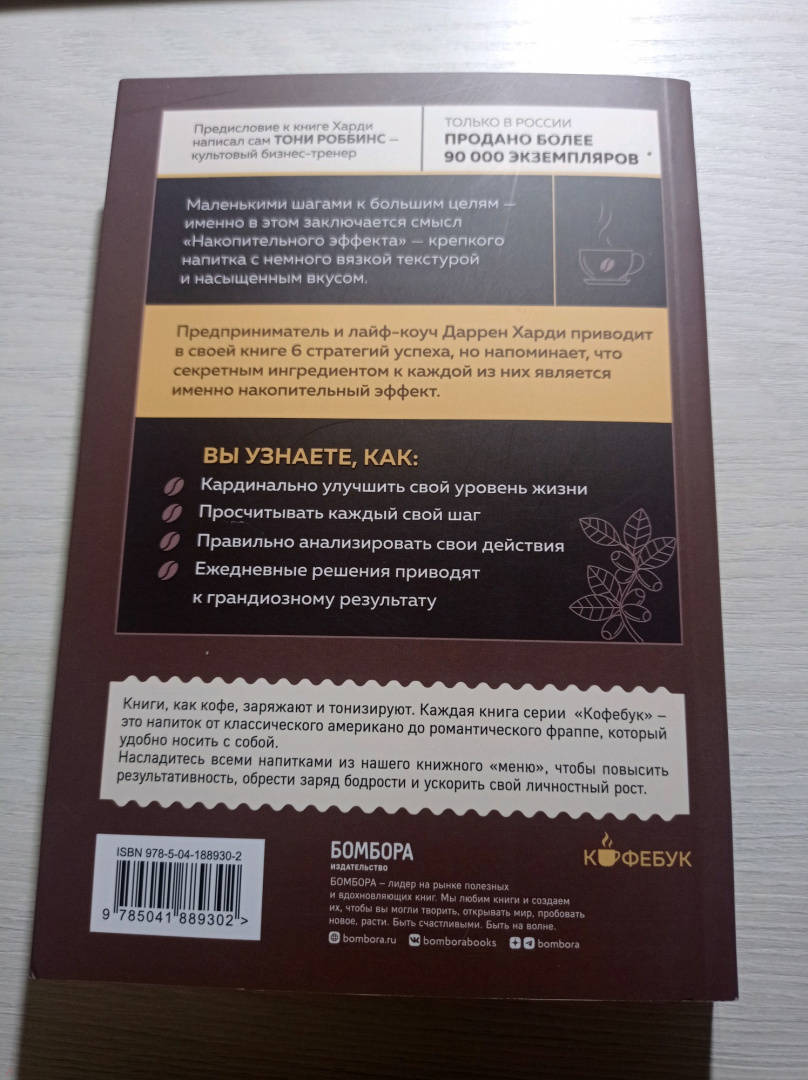 Предисловие к книге Харди
написал сам ТОНИ РОББИНС —
культовый бизнес-тренер
ТОЛЬКО В РОССИИ
ПРОДАНО БОЛЕЕ
90 000 ЭКЗЕМПЛЯРОВ
Маленькими шагами к большим целям —
именно в этом заключается смысл
«Накопительного эффекта» — крепкого
напитка с немного вязкой текстурой
и насыщенным вкусом.
Предприниматель и лайф-коуч Даррен Харди приводит
в своей книге 6 стратегий успеха, но напоминает, что
секретным ингредиентом к каждой из них является
именно накопительный эффект.
ВЫ УЗНАЕТЕ, КАК:
Кардинально улучшить свой уровень жизни
Просчитывать каждый свой шаг
Правильно анализировать свои действия
Ежедневные решения приводят
к грандиозному результату
Книги, как кофе, заряжают и тонизируют. Каждая книга серии «Кофебук» –
это напиток от классического американо до романтического фраппе, который
удобно носить с собой.
Насладитесь всеми напитками из нашего книжного «меню», чтобы повысить
результативность, обрести заряд бодрости и ускорить свой личностный рост.
ISBN 978-5-04-188930-2
9 785041 889302 >
БОМБОРА
ИЗДАТЕЛЬСТВО
БОМБОРА – лидер на рынке полезных
и вдохновляющих книг. Мы любим книги и создаем
их, чтобы вы могли творить, открывать мир, пробовать
новое, расти. Быть счастливыми. Быть на волне.
bombora.ru bomborabooks bombora
КОФЕБУК